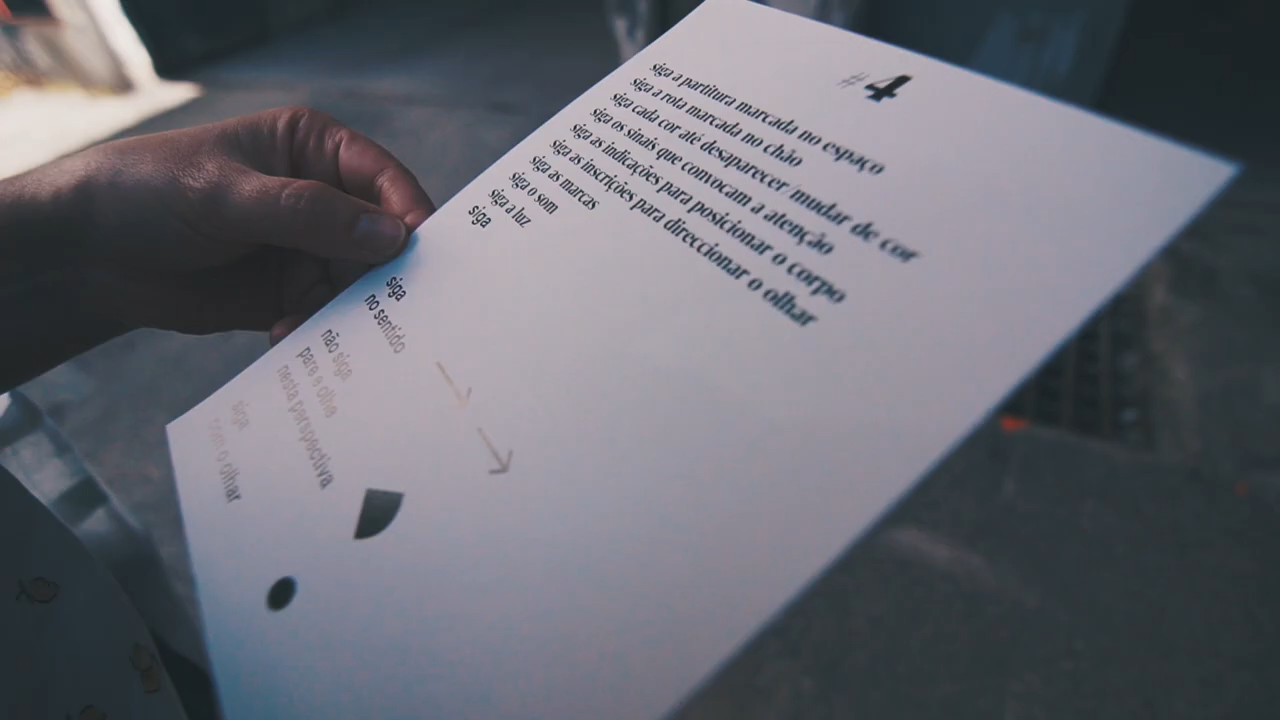 #4
siga a partitura marcada no espaço
siga a rota marcada no chão
siga cada cor até desaparecer /mudar de cor
siga os sinais que convocam a atenção
siga as indicações para posicionar o corpo
siga as inscrições para direccionar o olhar
siga as marcas
siga o som
siga a luz
siga
siga
no sentido
não siga
pare e olhe
nesta perspectiva
siga
com o olhar